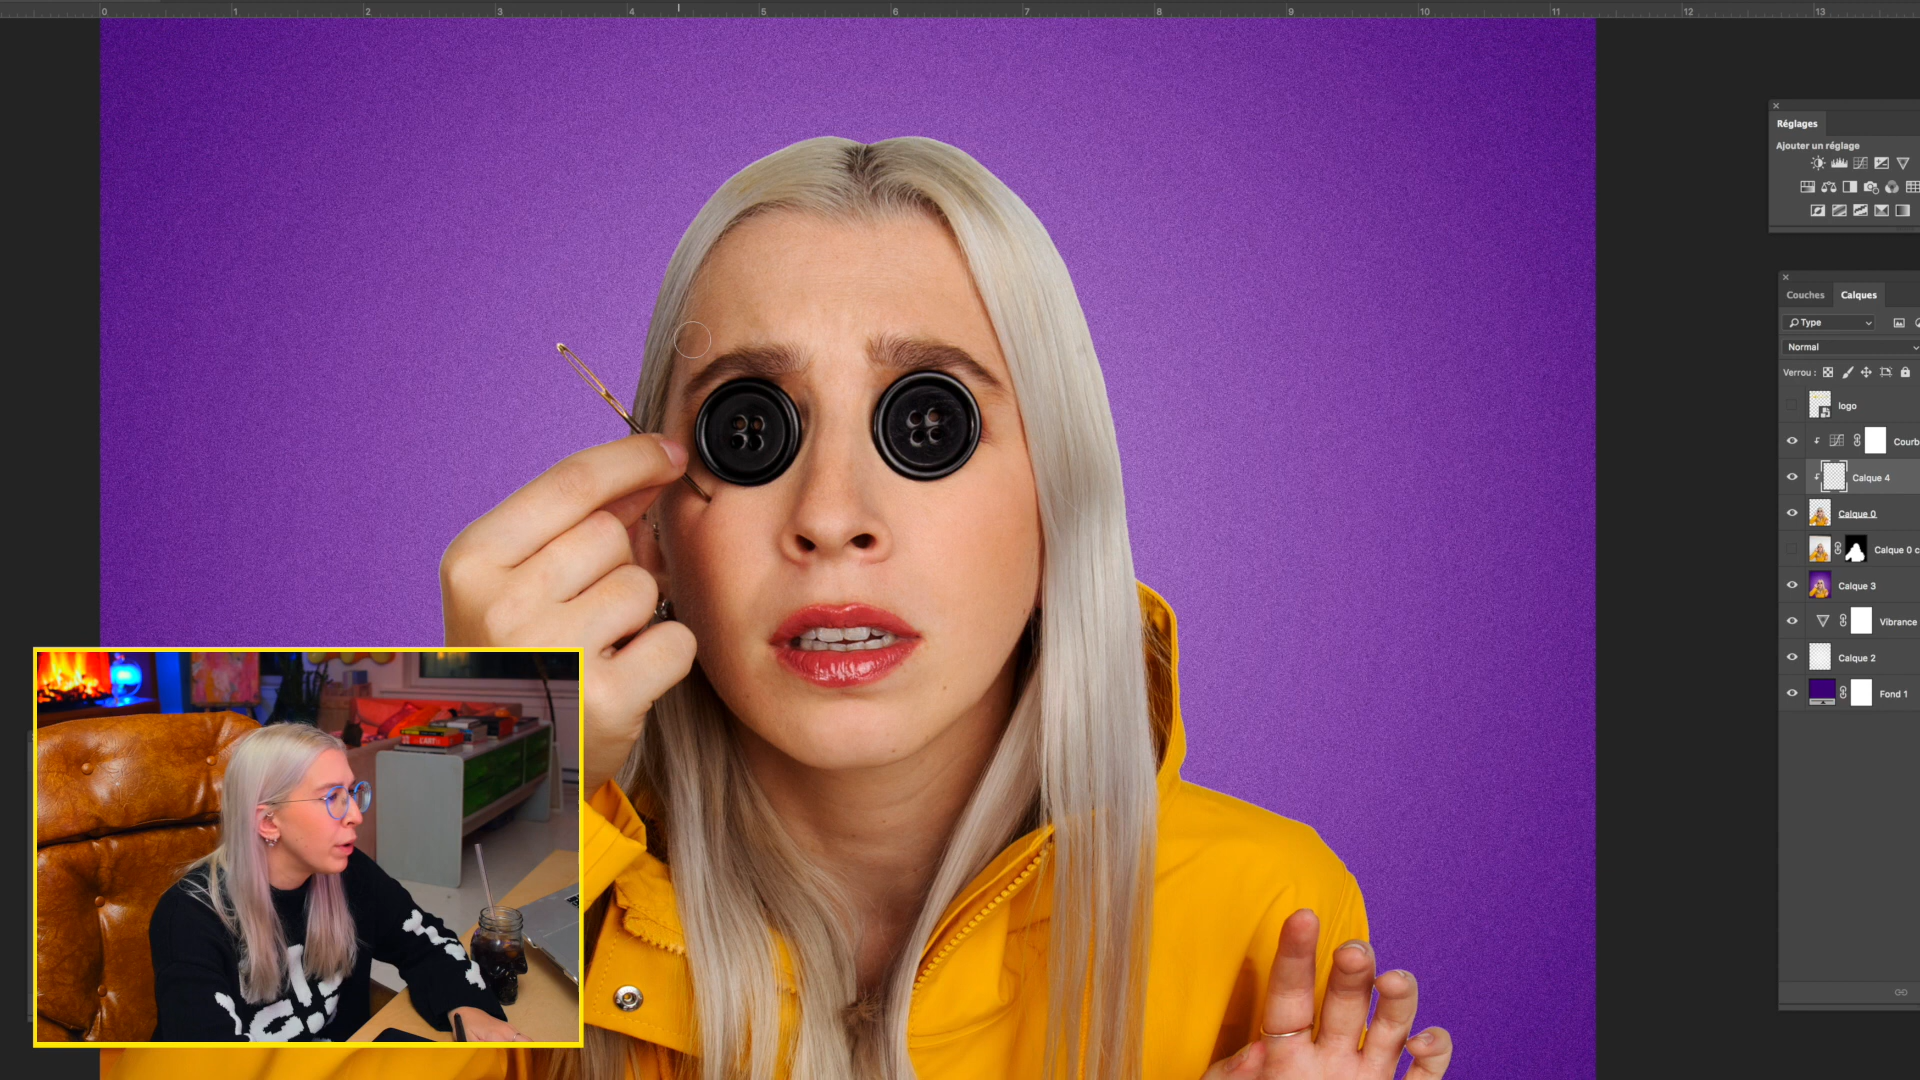 0 1 2 3 4 5 6 7 8 9 10 11 12 13
Réglages
Ajouter un réglage
Couches Calques
Type
Normal
Verrou :
logo
Courb
Calque 4
Calque 0
Calque 0 c
Calque 3
Vibrance
Calque 2
Fond 1